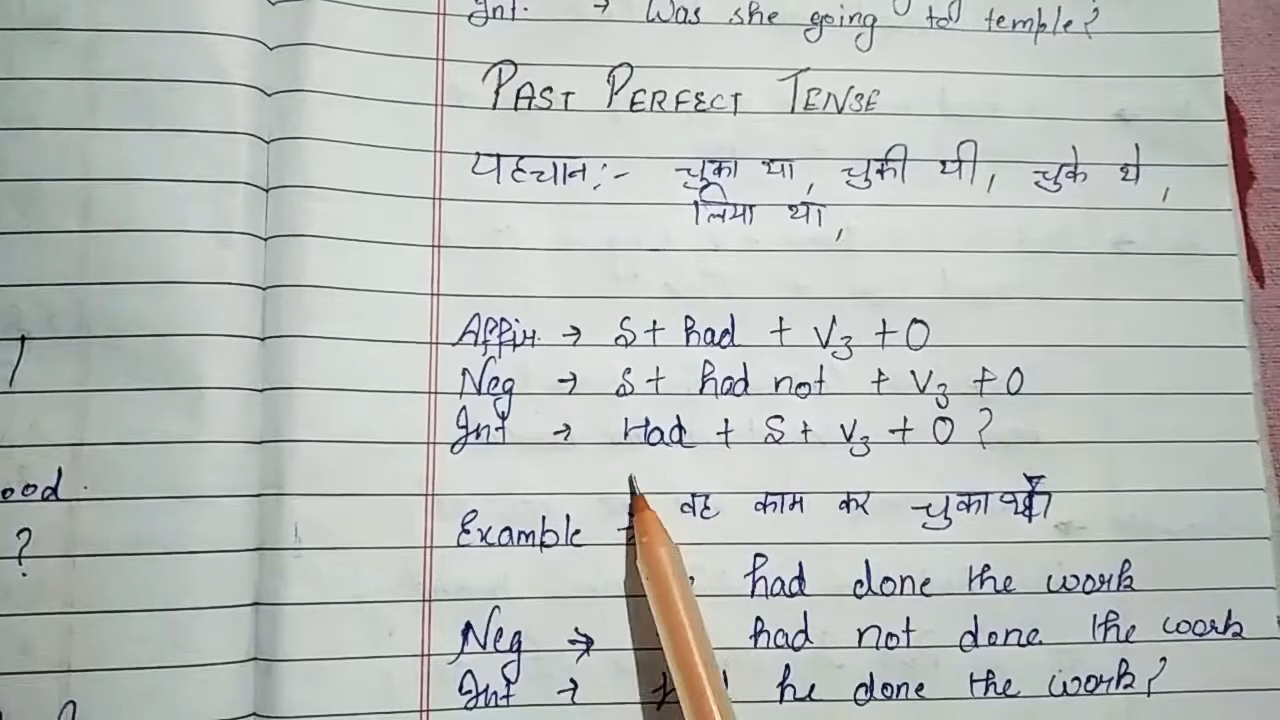 Int. → Was she going to temple?
PAST PERFECT TENSE
पहचान:- चुका था, चुकी थी, चुके थे,
लिया था,
Affir. → S + had + V3 + O
Neg → S + had not + V3 + O
Int → Had + S + V3 + O ?
ood.
वह काम कर चुका था
Examble
?
had done the work
Neg → had not done the work
Int → he done the work?